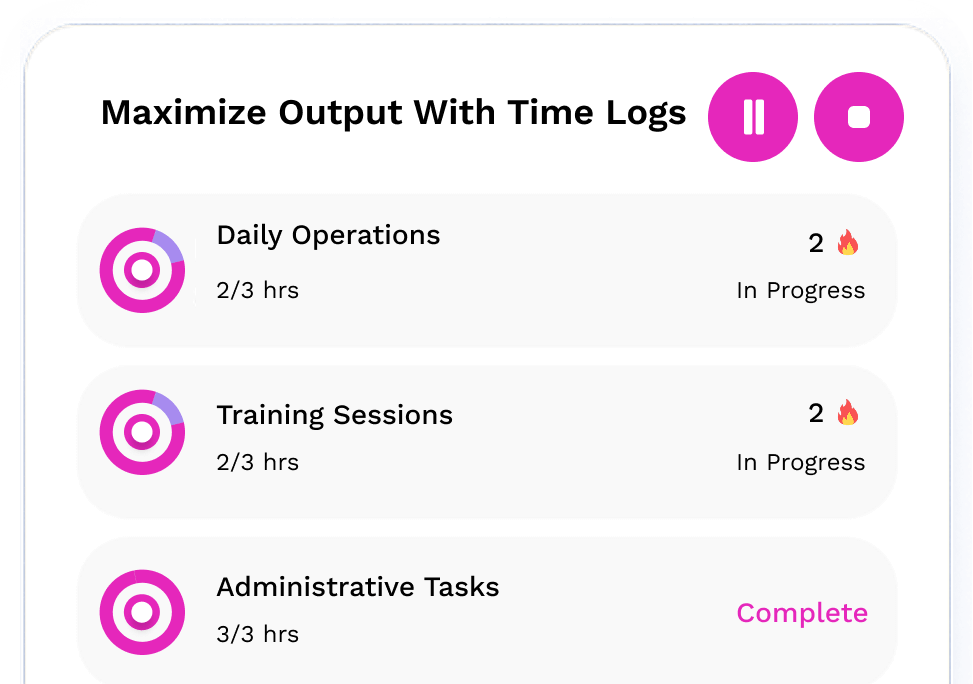 Maximize Output With Time Logs
Daily Operations
2 🔥
2/3 hrs
In Progress
Training Sessions
2 🔥
2/3 hrs
In Progress
Administrative Tasks
3/3 hrs
Complete